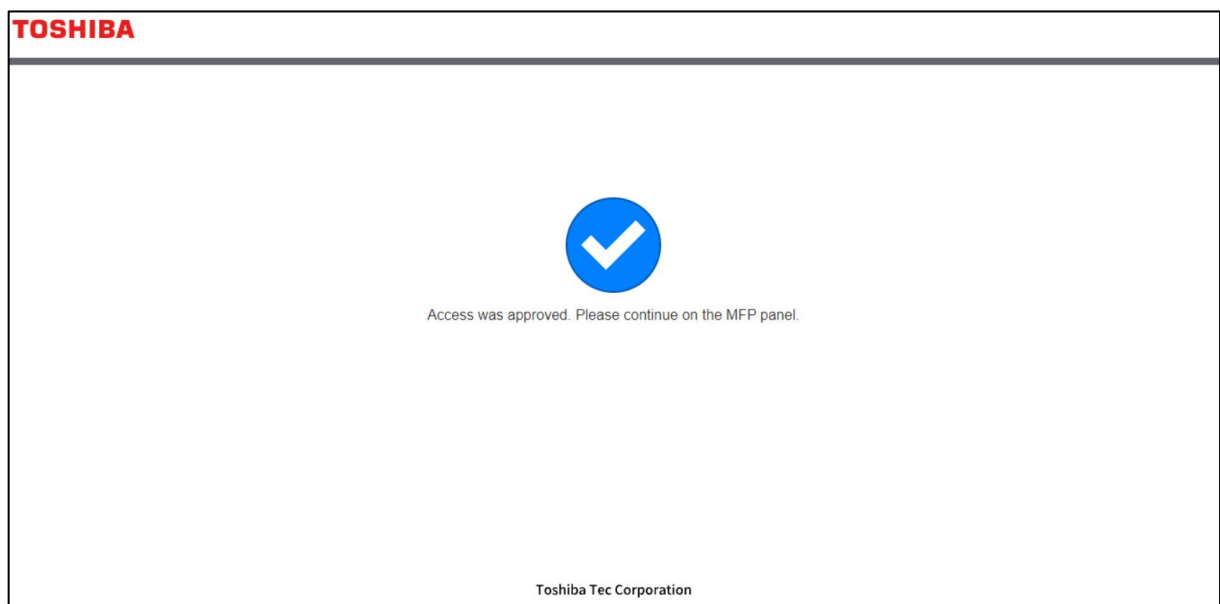 TOSHIBA
Access was approved. Please continue on the MFP panel.
Toshiba Tec Corporation